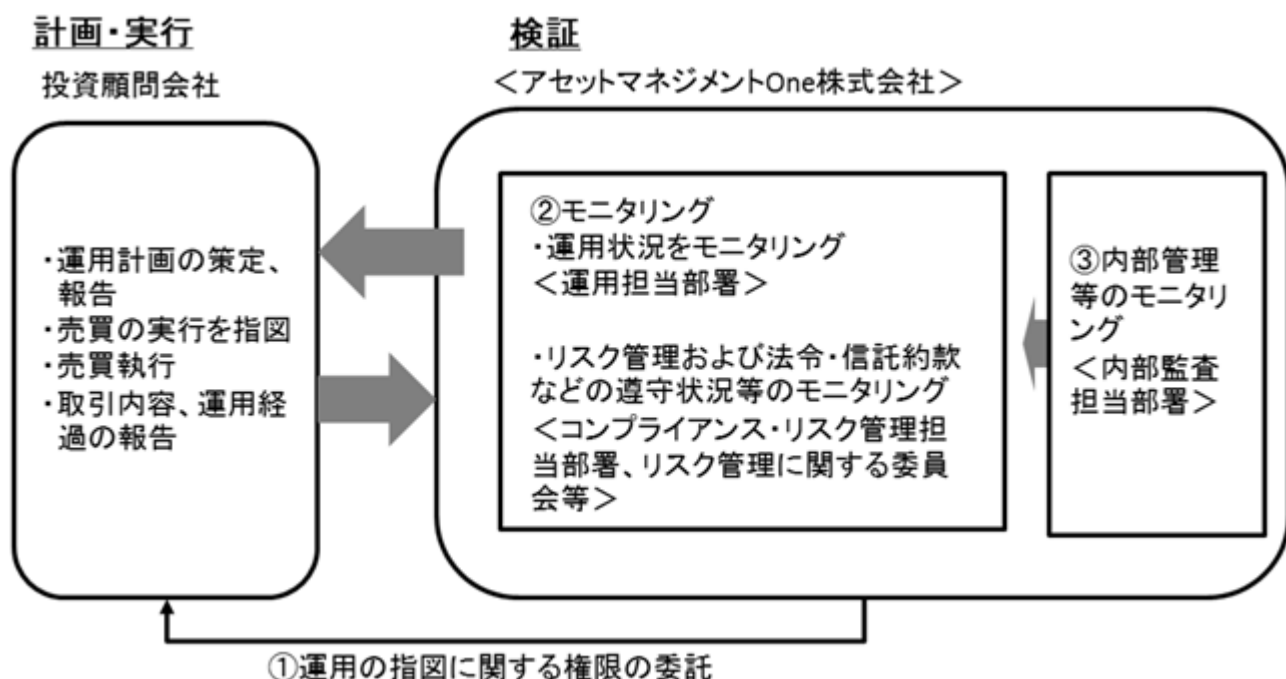 計画・実行
投資顧問会社
・運用計画の策定、
報告
・売買の実行を指図
・売買執行
・取引内容、運用経
過の報告
検証
＜アセットマネジメントOne株式会社＞
②モニタリング
・運用状況をモニタリング
＜運用担当部署＞
・リスク管理および法令・信託約款
などの遵守状況等のモニタリング
＜コンプライアンス・リスク管理担
当部署、リスク管理に関する委員
会等＞
③内部管理
等のモニタリ
ング
＜内部監査
担当部署＞
①運用の指図に関する権限の委託